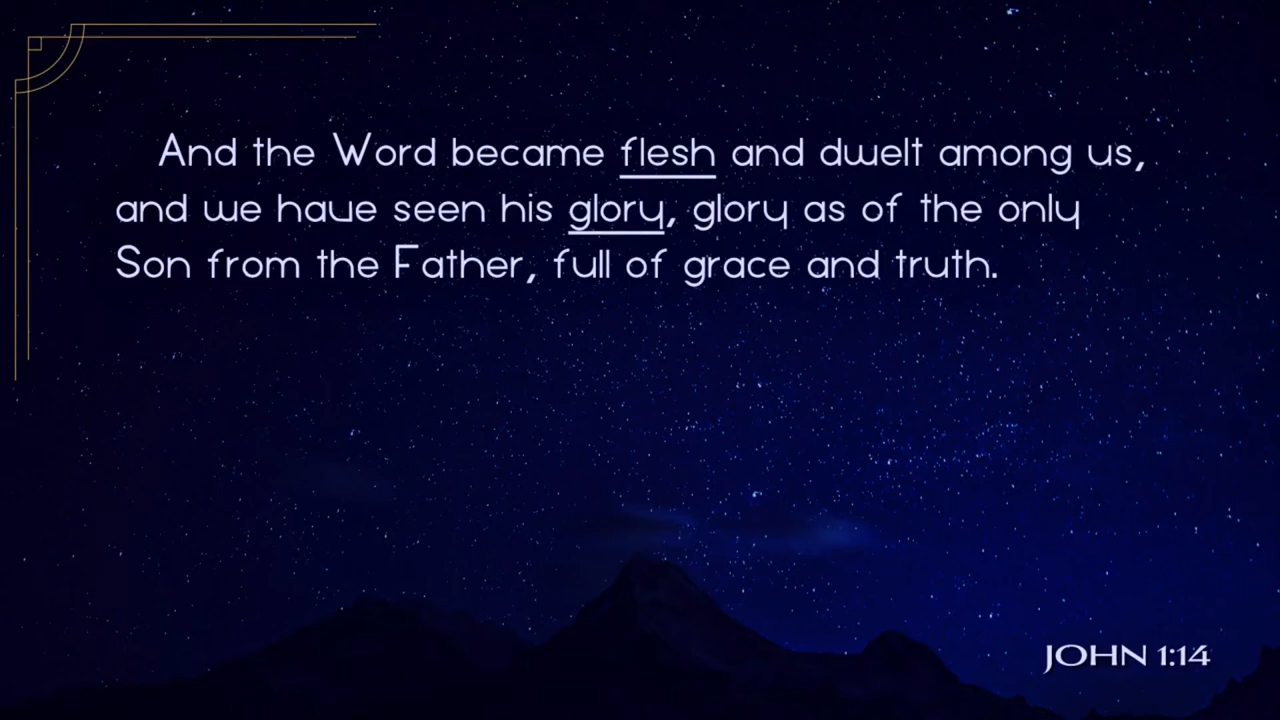 And the Word became flesh and dwelt among us,
and we have seen his glory, glory as of the only
Son from the Father, full of grace and truth.
JOHN 1:14